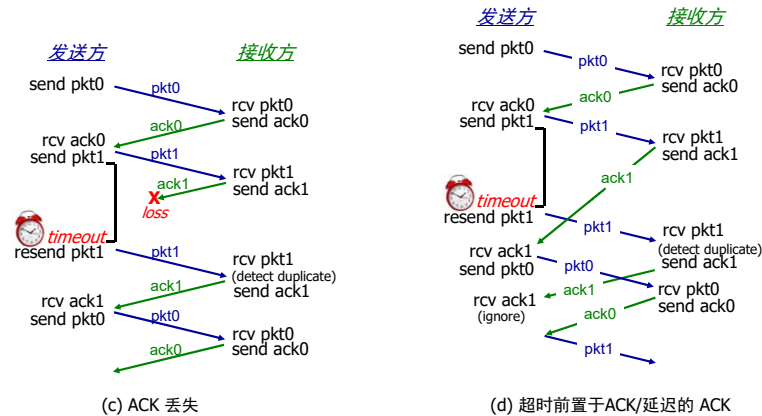 发送方
接收方
send pkt0
pkt0
rcv pkt0
send ack0
ack0
rcv ack0
send pkt1
pkt1
rcv pkt1
send ack1
ack1
X
loss
timeout
resend pkt1
pkt1
rcv pkt1
(detect duplicate)
send ack1
ack1
rcv ack1
send pkt0
pkt0
rcv pkt0
send ack0
ack0
(c) ACK 丢失
发送方
接收方
send pkt0
pkt0
rcv pkt0
send ack0
ack0
rcv ack0
send pkt1
pkt1
rcv pkt1
send ack1
ack1
timeout
resend pkt1
pkt1
rcv pkt1
(detect duplicate)
send ack1
rcv ack1
send pkt0
pkt0
ack1
rcv pkt0
send ack0
rcv ack1
(ignore)
ack0
pkt1
(d) 超时前置于ACK/延迟的 ACK